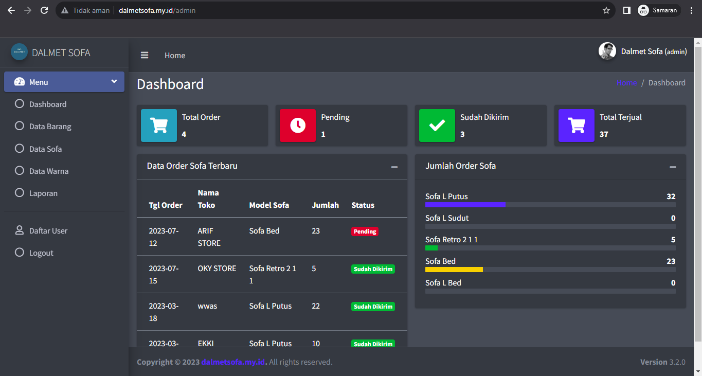 Tidak aman
dalmetsofa.my.id/admin
Samaran
DALMET SOFA
Menu
Dashboard
Data Barang
Data Sofa
Data Warna
Laporan
Daftar User
Logout
Home
Dalmet Sofa (admin)
Dashboard
Home / Dashboard
Total Order
4
Pending
1
Sudah Dikirim
3
Total Terjual
37
Data Order Sofa Terbaru
Tgl Order Nama Toko Model Sofa Jumlah Status
2023-07-12 ARIF STORE Sofa Bed 23 Pending
2023-07-15 OKY STORE Sofa Retro 2 1 1 5 Sudah Dikirim
2023-03-18 wwas Sofa L Putus 22 Sudah Dikirim
2023-03- EKKI Sofa L Putus 10 Sudah Dikirim
Jumlah Order Sofa
Sofa L Putus 32
Sofa L Sudut 0
Sofa Retro 2 1 1 5
Sofa Bed 23
Sofa L Bed 0
Copyright © 2023 dalmetsofa.my.id. All rights reserved.
Version 3.2.0